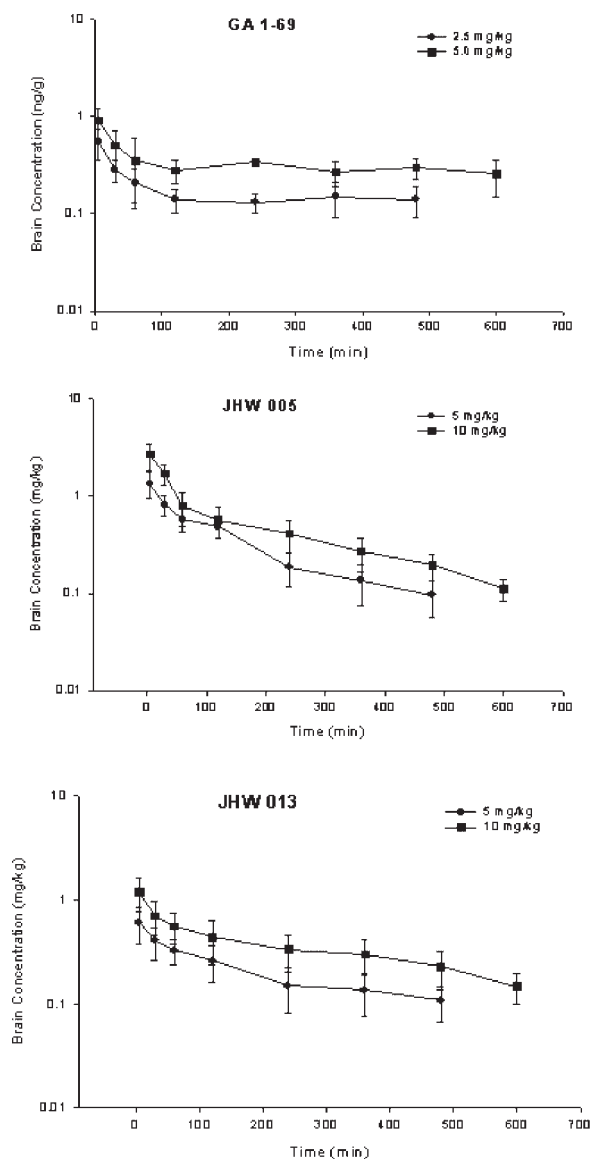 GA 1-69
2.5 mg/kg
5.0 mg/kg
10
1
0.1
0.01
Brain Concentration (ng/g)
0 100 200 300 400 500 600 700
Time (min)
JHW 005
5 mg/kg
10 mg/kg
10
1
0.1
0.01
Brain Concentration (mg/kg)
0 100 200 300 400 500 600 700
Time (min)
JHW 013
5 mg/kg
10 mg/kg
10
1
0.1
0.01
Brain Concentration (mg/kg)
0 100 200 300 400 500 600 700
Time (min)